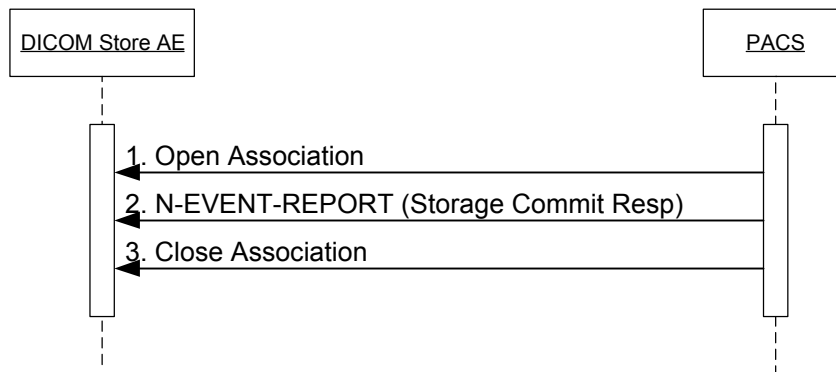 DICOM Store AE
PACS
1. Open Association
2. N-EVENT-REPORT (Storage Commit Resp)
3. Close Association